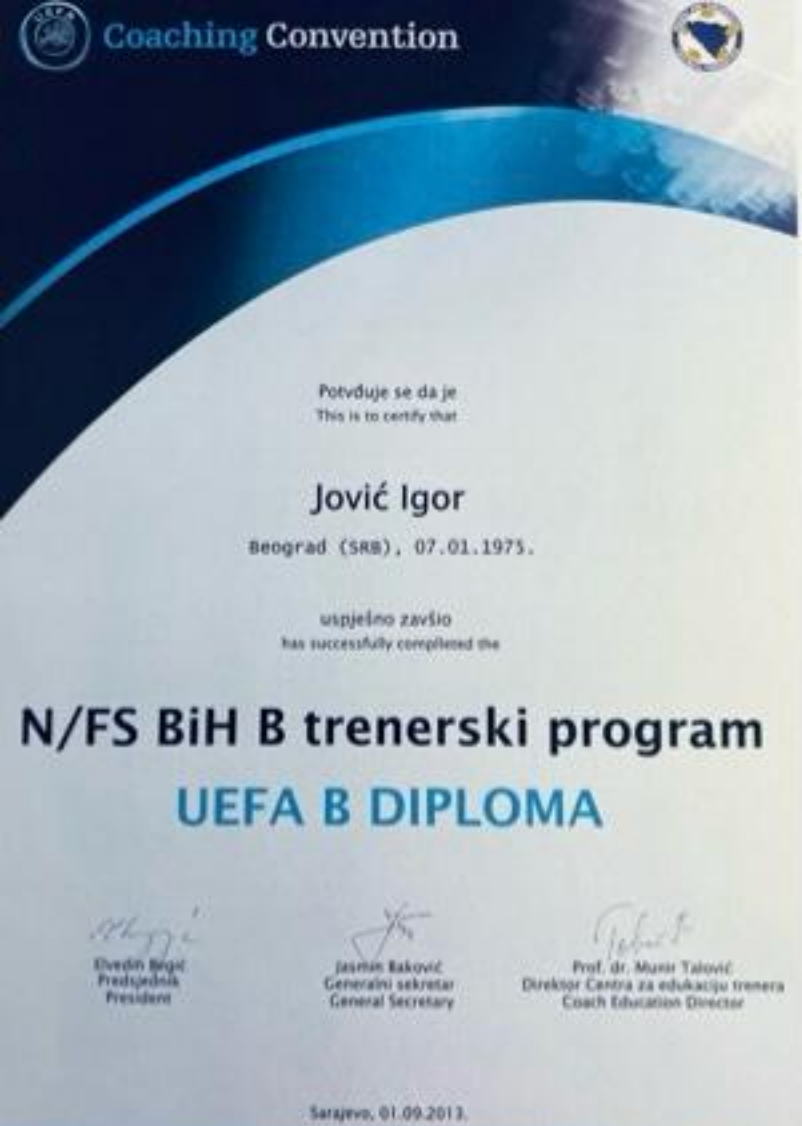 UEFA
Coaching Convention
Potvđuje se da je
This is to certify that
Jović Igor
Beograd (SRB), 07.01.1975.
uspješno zavšio
has successfully completed the
N/FS BiH B trenerski program
UEFA B DIPLOMA
Elvedin Begić
Predsjednik
President
Jasmin Baković
Generalni sekretar
General Secretary
Prof. dr. Munir Talović
Direktor Centra za edukaciju trenera
Coach Education Director
Sarajevo, 01.09.2013.